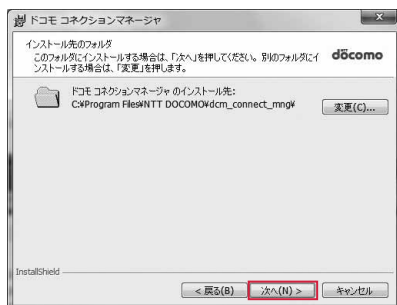 ドコモ コネクションマネージャ
インストール先のフォルダ
このフォルダにインストールする場合は、「次へ」を押してください。別のフォルダにイ
ンストールする場合は、「変更」を押します。
döcomo
ドコモ コネクションマネージャ のインストール先:
C:¥Program Files¥NTT DOCOMO¥dcm_connect_mng¥
変更(C)...
InstallShield
< 戻る(B)
次へ(N) >
キャンセル